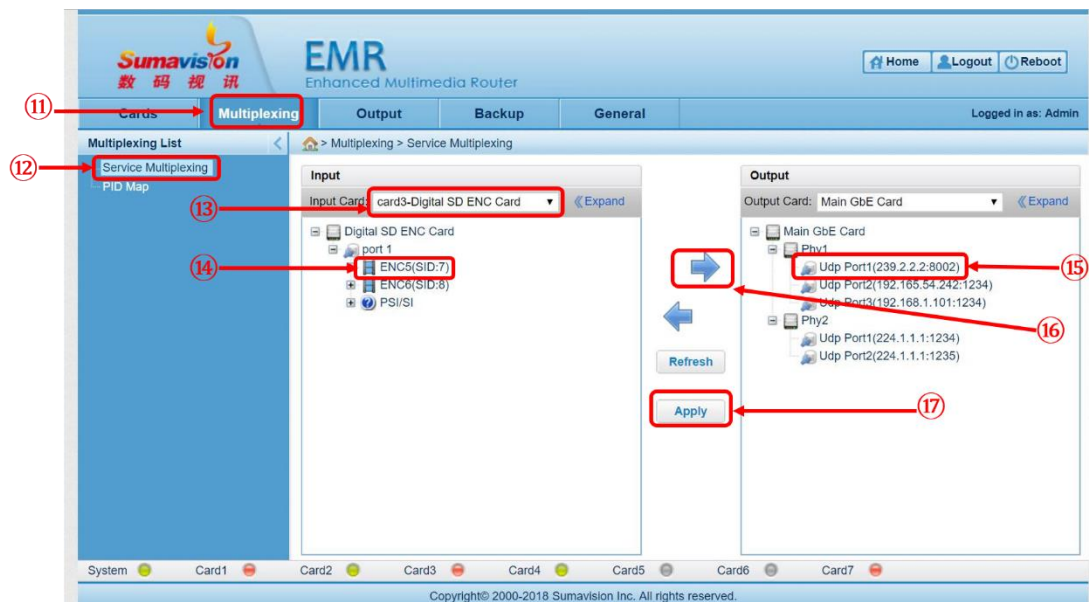 Sumavision
数码视讯
EMR
Enhanced Multimedia Router
Home Logout Reboot
⑪
Cards Multiplexing Output Backup General Logged in as: Admin
Multiplexing List
> Multiplexing > Service Multiplexing
⑫
Service Multiplexing
PID Map
Input
Output
⑬
Input Card: card3-Digital SD ENC Card Expand
Output Card: Main GbE Card Expand
Digital SD ENC Card
port 1
⑭
ENC5(SID:7)
ENC6(SID:8)
PSI/SI
Main GbE Card
Phy1
Udp Port1(239.2.2.2:8002)
⑮
Udp Port2(192.165.54.242:1234)
Udp Port3(192.168.1.101:1234)
⑯
Phy2
Udp Port1(224.1.1.1:1234)
Udp Port2(224.1.1.1:1235)
Refresh
Apply
⑰
System Card1 Card2 Card3 Card4 Card5 Card6 Card7
Copyright© 2000-2018 Sumavision Inc. All rights reserved.